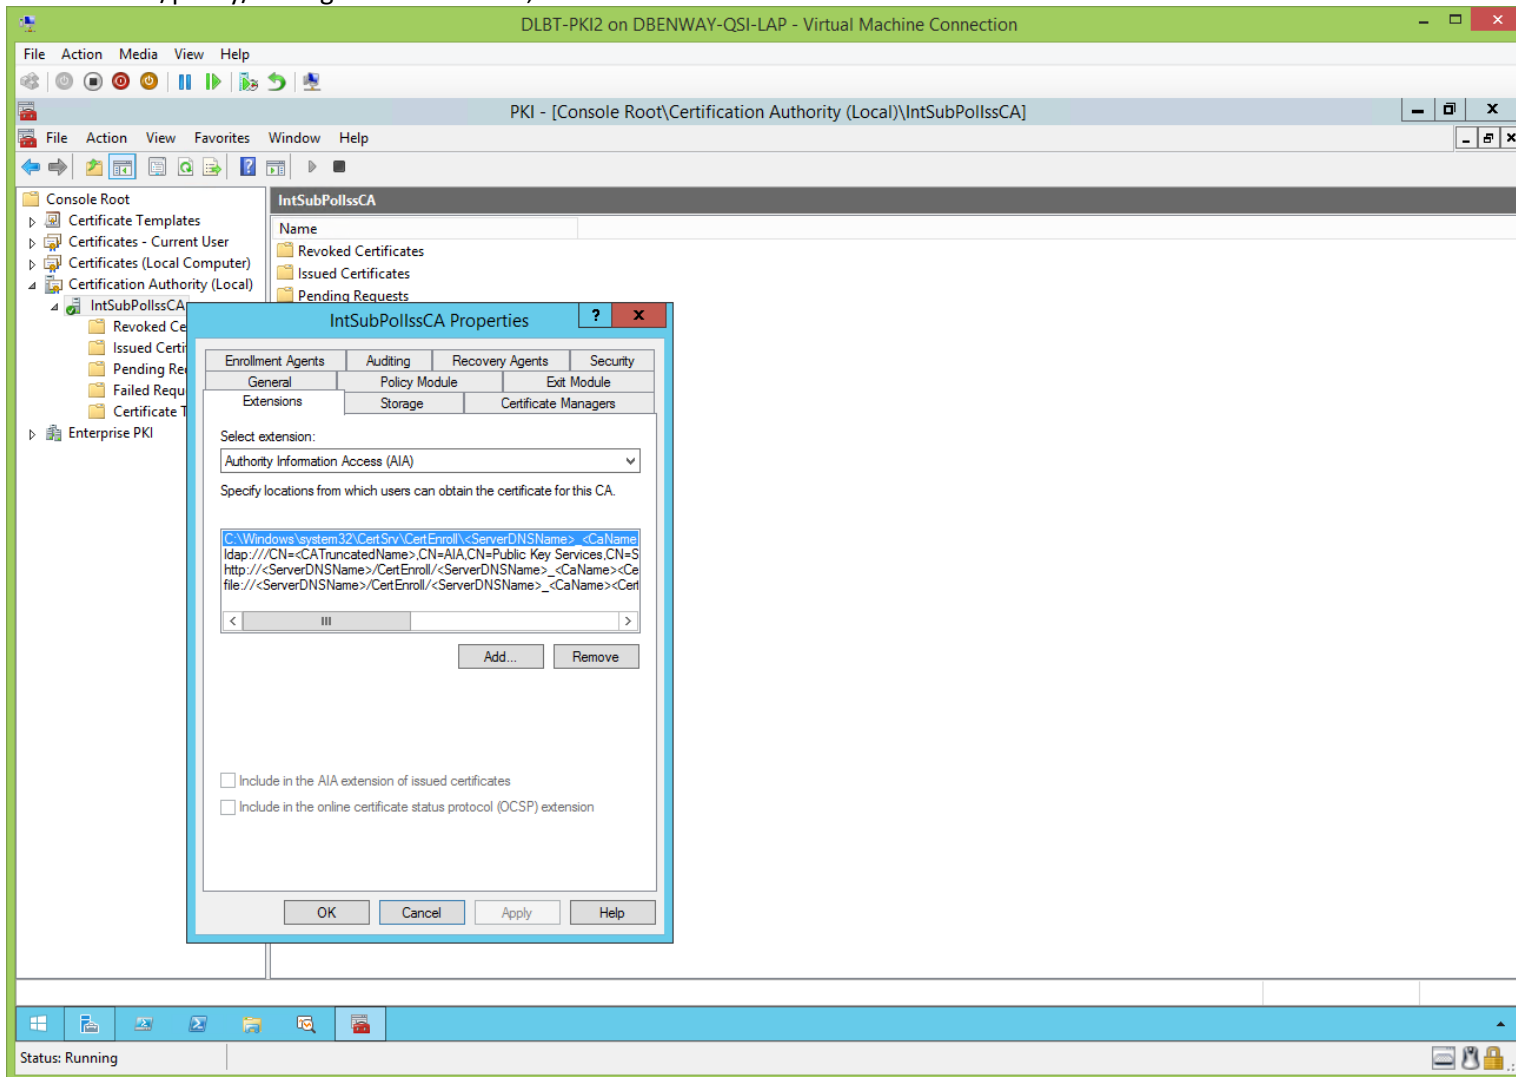 DLBT-PKI2 on DBENWAY-QSI-LAP - Virtual Machine Connection
File Action Media View Help
PKI - [Console Root\Certification Authority (Local)\IntSubPolIssCA]
File Action View Favorites Window Help
Console Root
Certificate Templates
Certificates - Current User
Certificates (Local Computer)
Certification Authority (Local)
IntSubPolIssCA
Revoked Ce
Issued Certi
Pending Re
Failed Requ
Certificate T
Enterprise PKI
IntSubPolIssCA
Name
Revoked Certificates
Issued Certificates
Pending Requests
IntSubPolIssCA Properties
Enrollment Agents Auditing Recovery Agents Security
General Policy Module Exit Module
Extensions Storage Certificate Managers
Select extension:
Authority Information Access (AIA)
Specify locations from which users can obtain the certificate for this CA.
C:\Windows\system32\CertSrv\CertEnroll\<ServerDNSName>_<CaName
ldap:///CN=<CATruncatedName>,CN=AIA,CN=Public Key Services,CN=S
http://<ServerDNSName>/CertEnroll/<ServerDNSName>_<CaName><Ce
file://<ServerDNSName>/CertEnroll/<ServerDNSName>_<CaName><Cert
Add... Remove
Include in the AIA extension of issued certificates
Include in the online certificate status protocol (OCSP) extension
OK Cancel Apply Help
Status: Running